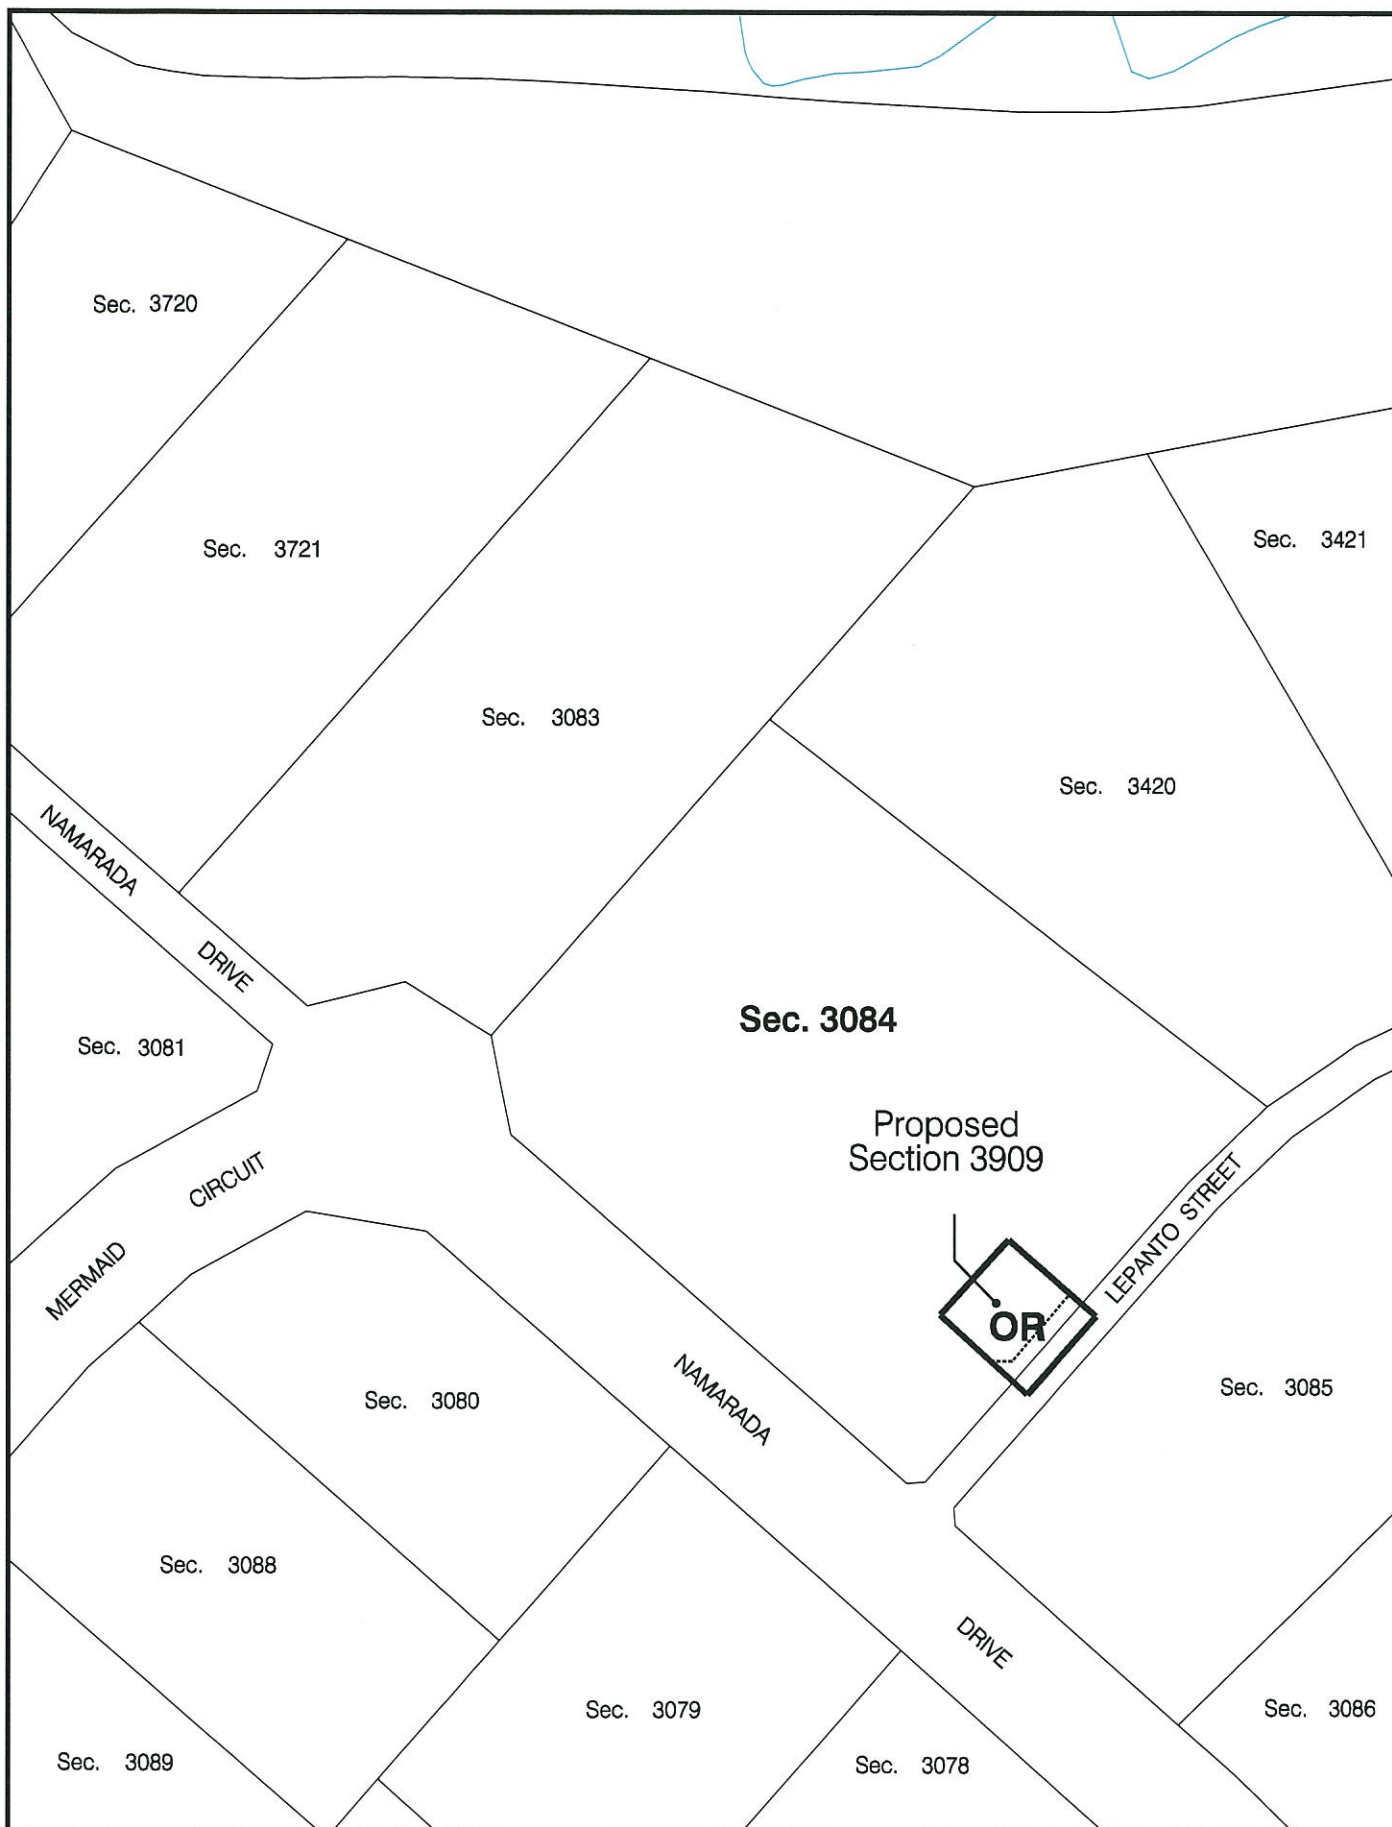 Sec. 3720
Sec. 3721
Sec. 3421
Sec. 3083
Sec. 3420
NAMARADA
DRIVE
Sec. 3084
Sec. 3081
Proposed
Section 3909
CIRCUIT
MERMAID
LEPANTO STREET
OR
NAMARADA
Sec. 3080
Sec. 3085
Sec. 3088
DRIVE
Sec. 3079
Sec. 3086
Sec. 3089
Sec. 3078